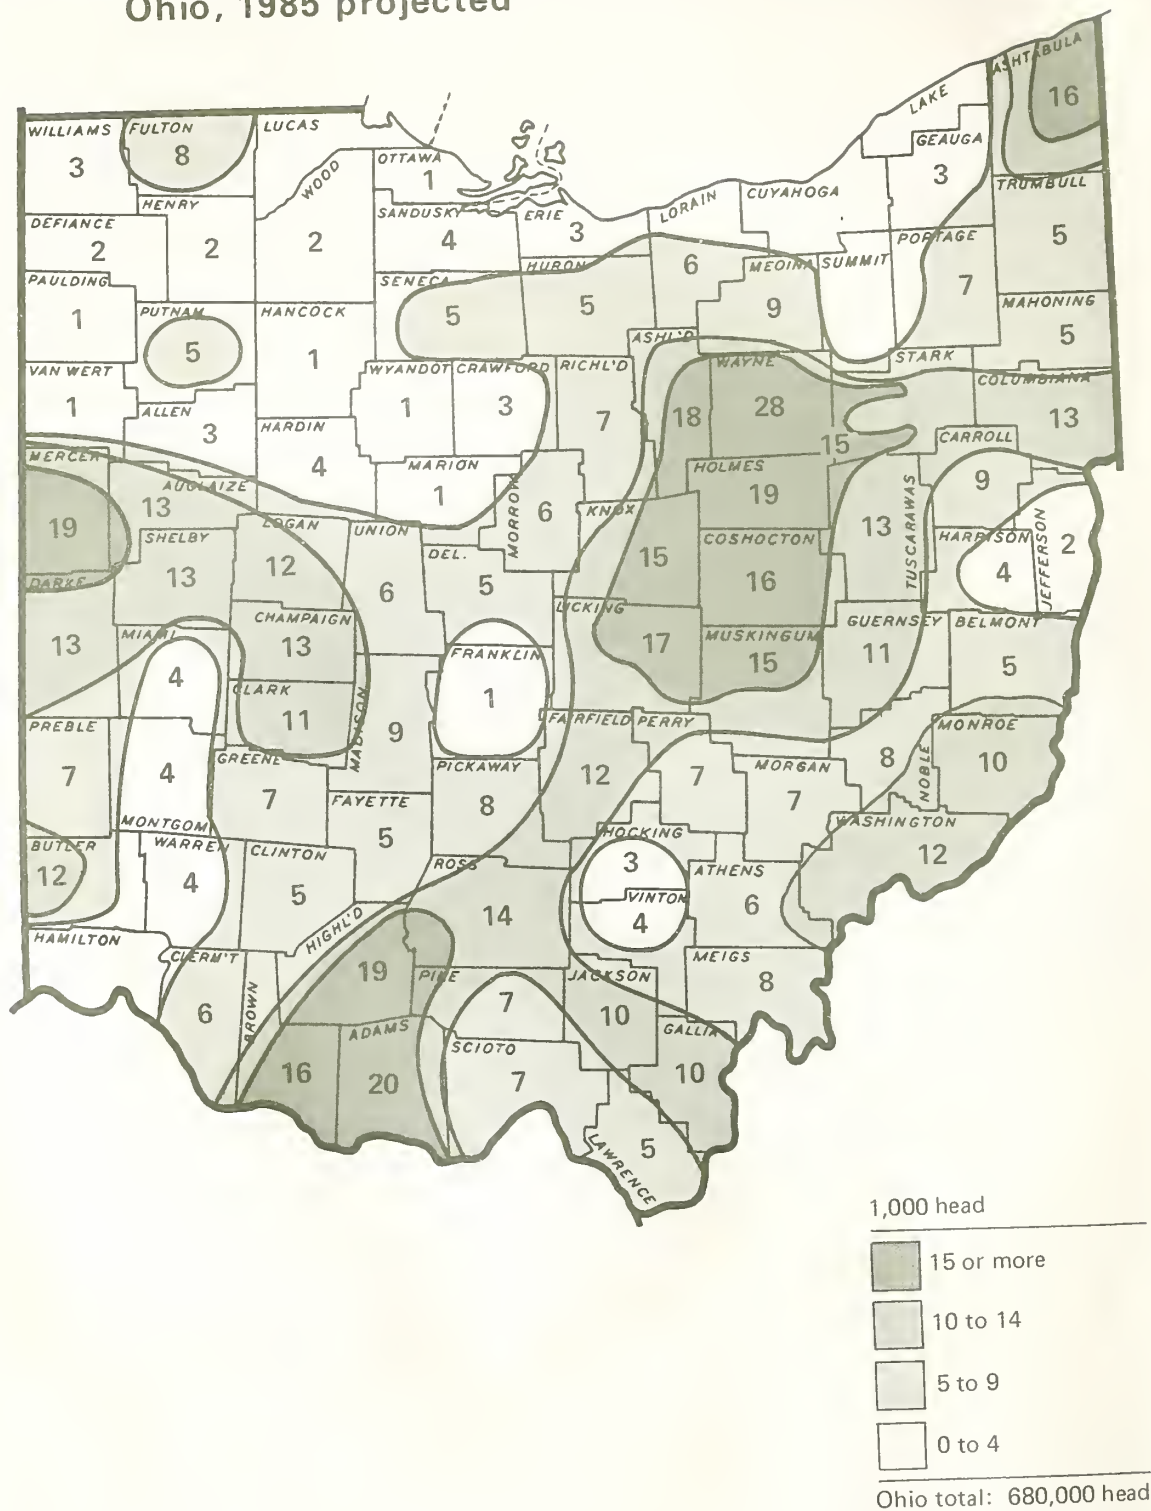 Ohio, 1985 projected
ASHTABULA
16
LAKE
WILLIAMS
3
FULTON
8
LUCAS
GEAUGA
3
OTTAWA
1
WOOD
2
TRUMBULL
5
CUYAHOGA
LORAIN
6
HENRY
2
SANDUSKY
4
ERIE
3
DEFIANCE
2
PORTAGE
7
HURON
5
MEDINA
9
SUMMIT
PAULDING
1
SENECA
5
MAHONING
5
PUTNAM
5
HANCOCK
1
ASHL'D
18
STARK
15
VAN WERT
1
WYANDOT
1
CRAWFORD
3
RICHL'D
7
WAYNE
28
COLUMBIANA
13
ALLEN
3
HARDIN
4
CARROLL
9
MERCER
19
MARION
1
HOLMES
19
AUGLAIZE
13
MORROW
6
KNOX
15
TUSCARAWAS
13
JEFFERSON
2
LOGAN
12
UNION
6
SHELBY
13
COSHOCTON
16
HARRISON
4
DEL.
5
DARKE
13
LICKING
17
CHAMPAIGN
13
GUERNSEY
11
BELMONT
5
MIAMI
4
MUSKINGUM
15
FRANKLIN
1
CLARK
11
MADISON
9
PREBLE
7
FAIRFIELD
12
PERRY
7
MONROE
10
NOBLE
8
GREENE
7
PICKAWAY
8
MORGAN
7
4
MONTGOM
FAYETTE
5
WASHINGTON
12
HOCKING
3
BUTLER
12
WARREN
4
CLINTON
5
ROSS
14
ATHENS
6
VINTON
4
HIGHL'D
19
HAMILTON
CLERM'T
6
MEIGS
8
PIKE
7
JACKSON
10
BROWN
16
ADAMS
20
GALLIA
10
SCIOTO
7
LAWRENCE
5
1,000 head
15 or more
10 to 14
5 to 9
0 to 4
Ohio total: 680,000 head